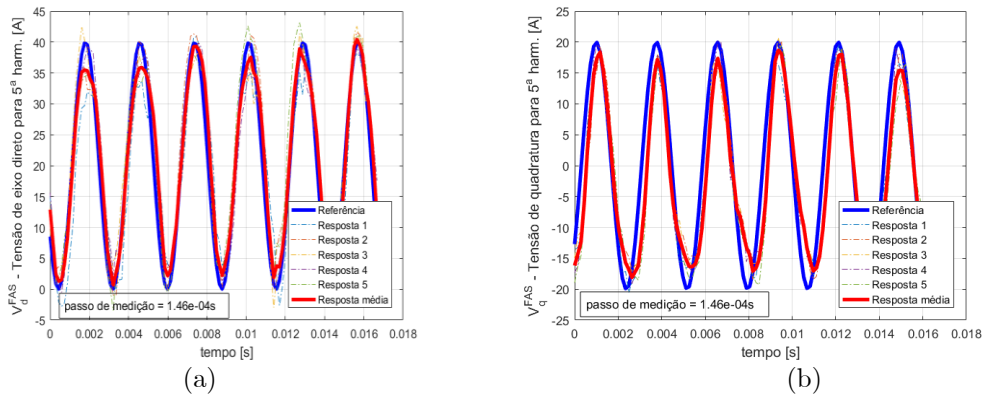 V_d^FAS - Tensão de eixo direto para 5ª harm. [A]
45
40
35
30
25
20
15
10
5
0
-5
0
0.002
0.004
0.006
0.008
0.01
0.012
0.014
0.016
0.018
tempo [s]
Referência
Resposta 1
Resposta 2
Resposta 3
Resposta 4
Resposta 5
Resposta média
passo de medição = 1.46e-04s
(a)
V_q^FAS - Tensão de quadratura para 5ª harm. [A]
25
20
15
10
5
0
-5
-10
-15
-20
-25
0
0.002
0.004
0.006
0.008
0.01
0.012
0.014
0.016
0.018
tempo [s]
Referência
Resposta 1
Resposta 2
Resposta 3
Resposta 4
Resposta 5
Resposta média
passo de medição = 1.46e-04s
(b)